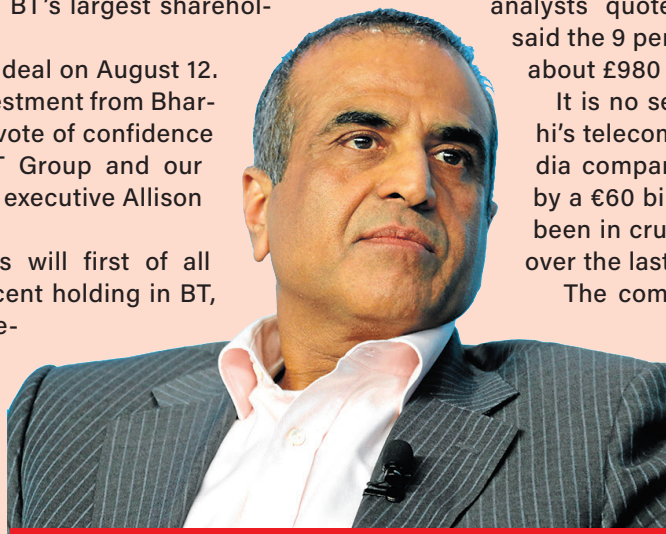 BT's largest sharehol-
deal on August 12.
estment from Bhar-
vote of confidence
Group and our
executive Allison
will first of all
cent holding in BT,
e-
analysts quote
said the 9 per
about £980
It is no se
hi's telecom
dia compan
by a €60 bi
been in cru
over the last
The com